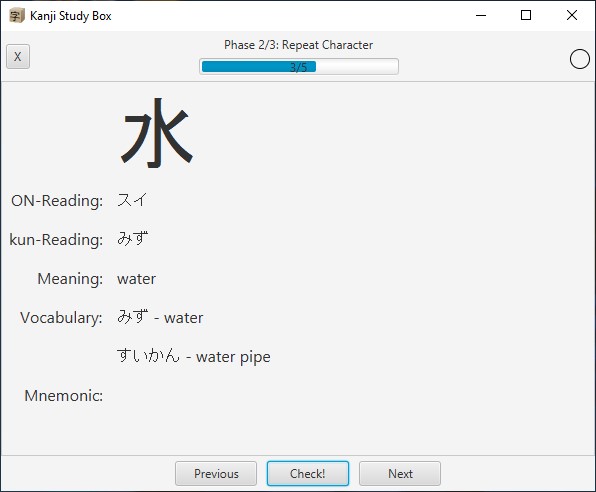 Kanji Study Box
X
Phase 2/3: Repeat Character
3/5
水
ON-Reading: スイ
kun-Reading: みず
Meaning: water
Vocabulary: みず - water
すいかん - water pipe
Mnemonic:
Previous Check! Next